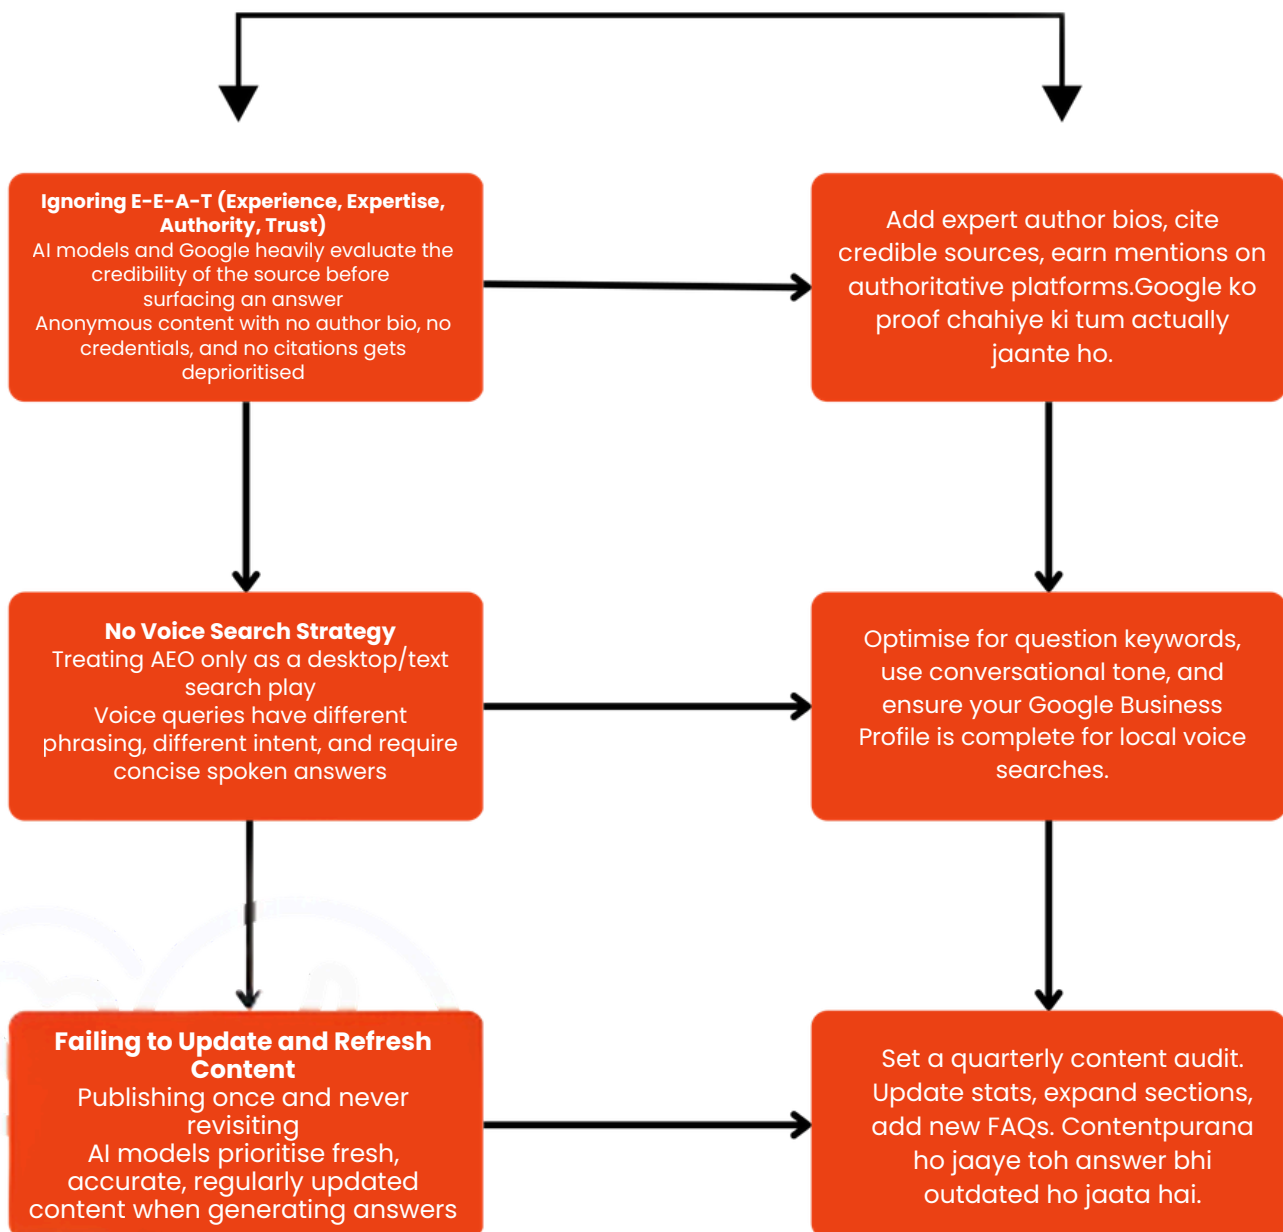 Ignoring E-E-A-T (Experience, Expertise,
Authority, Trust)
AI models and Google heavily evaluate the
credibility of the source before
surfacing an answer
Anonymous content with no author bio, no
credentials, and no citations gets
deprioritised
Add expert author bios, cite
credible sources, earn mentions on
authoritative platforms.Google ko
proof chahiye ki tum actually
jaante ho.
No Voice Search Strategy
Treating AEO only as a desktop/text
search play
Voice queries have different
phrasing, different intent, and require
concise spoken answers
Optimise for question keywords,
use conversational tone, and
ensure your Google Business
Profile is complete for local voice
searches.
Failing to Update and Refresh
Content
Publishing once and never
revisiting
AI models prioritise fresh,
accurate, regularly updated
content when generating answers
Set a quarterly content audit.
Update stats, expand sections,
add new FAQs. Contentpurana
ho jaaye toh answer bhi
outdated ho jaata hai.